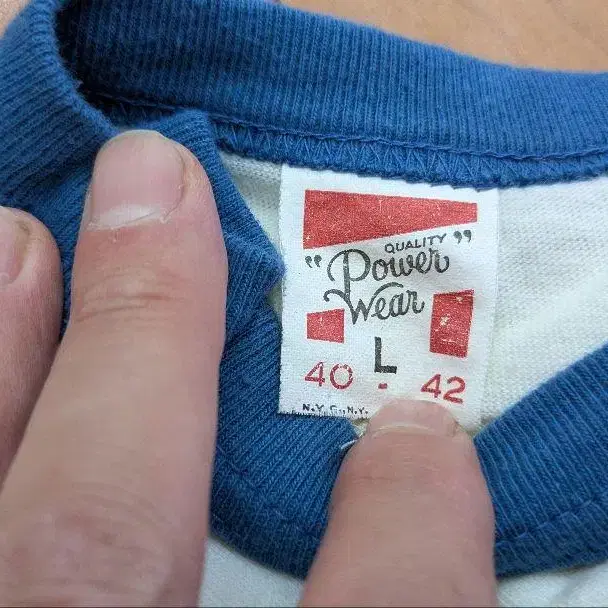 QUALITY
"Power
Wear"
L
40 - 42
N.Y.C., N.Y.